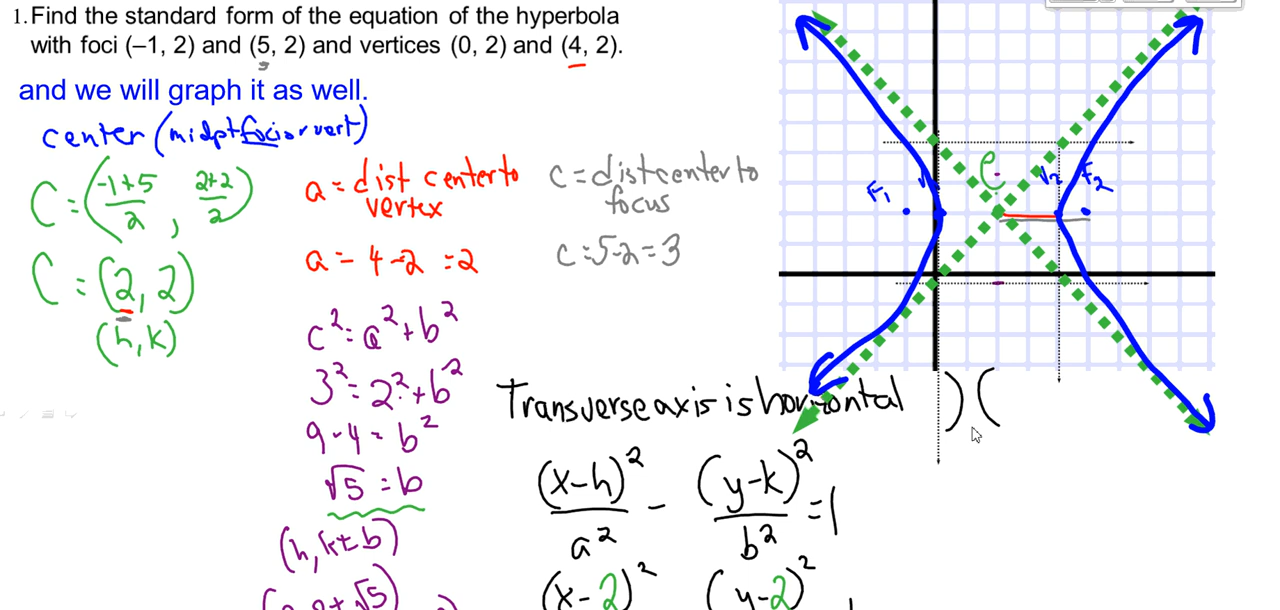 1. Find the standard form of the equation of the hyperbola
with foci (–1, 2) and (5, 2) and vertices (0, 2) and (4, 2).
and we will graph it as well.
center (midpt foci or vert)
C = (-1+5/2, 2+2/2)
C = (2, 2)
(h, k)
a = dist center to
vertex
a = 4-2 = 2
c = dist center to
focus
c = 5-2 = 3
c² = a² + b²
3² = 2² + b²
9 - 4 = b²
√5 = b
(h, k±b)
Transverse axis is horizontal )(
(x-h)²/a² - (y-k)²/b² = 1
(x-2)² (y-2)²
F₁
C
V₂
F₂